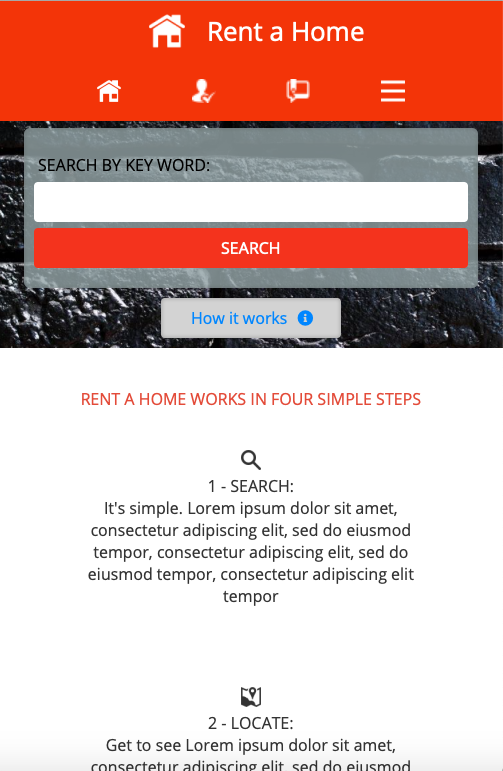 Rent a Home
SEARCH BY KEY WORD:
SEARCH
How it works
RENT A HOME WORKS IN FOUR SIMPLE STEPS
1 - SEARCH:
It's simple. Lorem ipsum dolor sit amet,
consectetur adipiscing elit, sed do eiusmod
tempor, consectetur adipiscing elit, sed do
eiusmod tempor, consectetur adipiscing elit
tempor
2 - LOCATE:
Get to see Lorem ipsum dolor sit amet,
consectetur adipiscing elit, sed do eiusmod